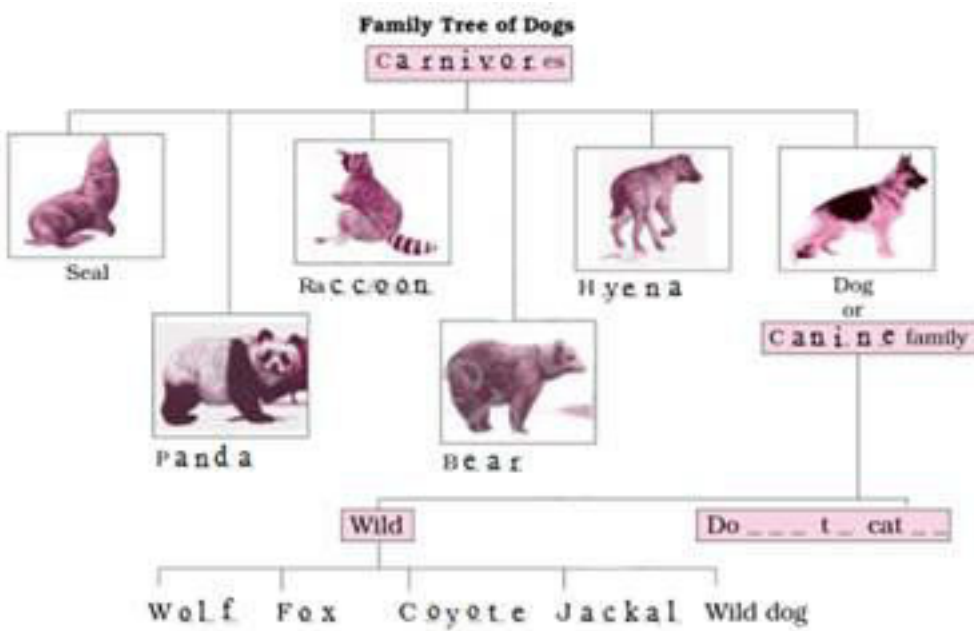 Family Tree of Dogs
Carnivores
Seal
Raccoon
Hyena
Dog
or
Canine family
Panda
Bear
Wild
Do _ _ _ t _ cat _ _
Wolf Fox Coyote Jackal Wild dog